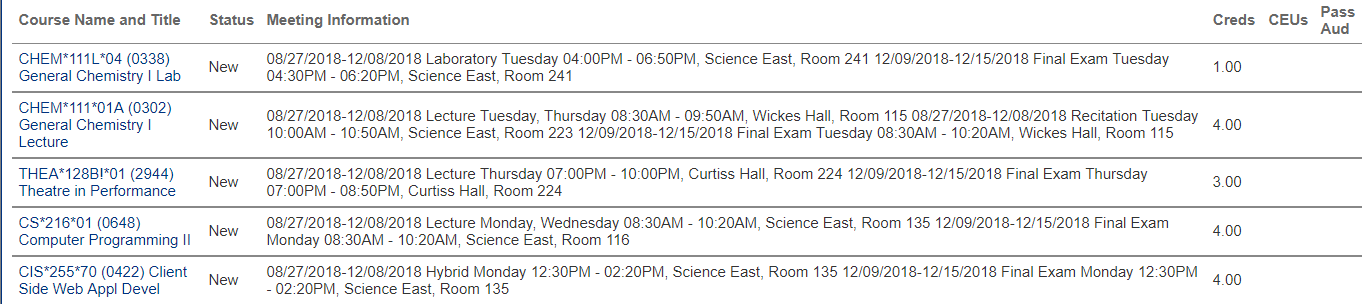 Course Name and Title Status Meeting Information Creds CEUs Pass Aud
CHEM*111L*04 (0338)
General Chemistry I Lab
New
08/27/2018-12/08/2018 Laboratory Tuesday 04:00PM - 06:50PM, Science East, Room 241 12/09/2018-12/15/2018 Final Exam Tuesday
04:30PM - 06:20PM, Science East, Room 241
1.00
CHEM*111*01A (0302)
General Chemistry I
Lecture
New
08/27/2018-12/08/2018 Lecture Tuesday, Thursday 08:30AM - 09:50AM, Wickes Hall, Room 115 08/27/2018-12/08/2018 Recitation Tuesday
10:00AM - 10:50AM, Science East, Room 223 12/09/2018-12/15/2018 Final Exam Tuesday 08:30AM - 10:20AM, Wickes Hall, Room 115
4.00
THEA*128B!*01 (2944)
Theatre in Performance
New
08/27/2018-12/08/2018 Lecture Thursday 07:00PM - 10:00PM, Curtiss Hall, Room 224 12/09/2018-12/15/2018 Final Exam Thursday
07:00PM - 08:50PM, Curtiss Hall, Room 224
3.00
CS*216*01 (0648)
Computer Programming II
New
08/27/2018-12/08/2018 Lecture Monday, Wednesday 08:30AM - 10:20AM, Science East, Room 135 12/09/2018-12/15/2018 Final Exam
Monday 08:30AM - 10:20AM, Science East, Room 116
4.00
CIS*255*70 (0422) Client
Side Web Appl Devel
New
08/27/2018-12/08/2018 Hybrid Monday 12:30PM - 02:20PM, Science East, Room 135 12/09/2018-12/15/2018 Final Exam Monday 12:30PM
- 02:20PM, Science East, Room 135
4.00